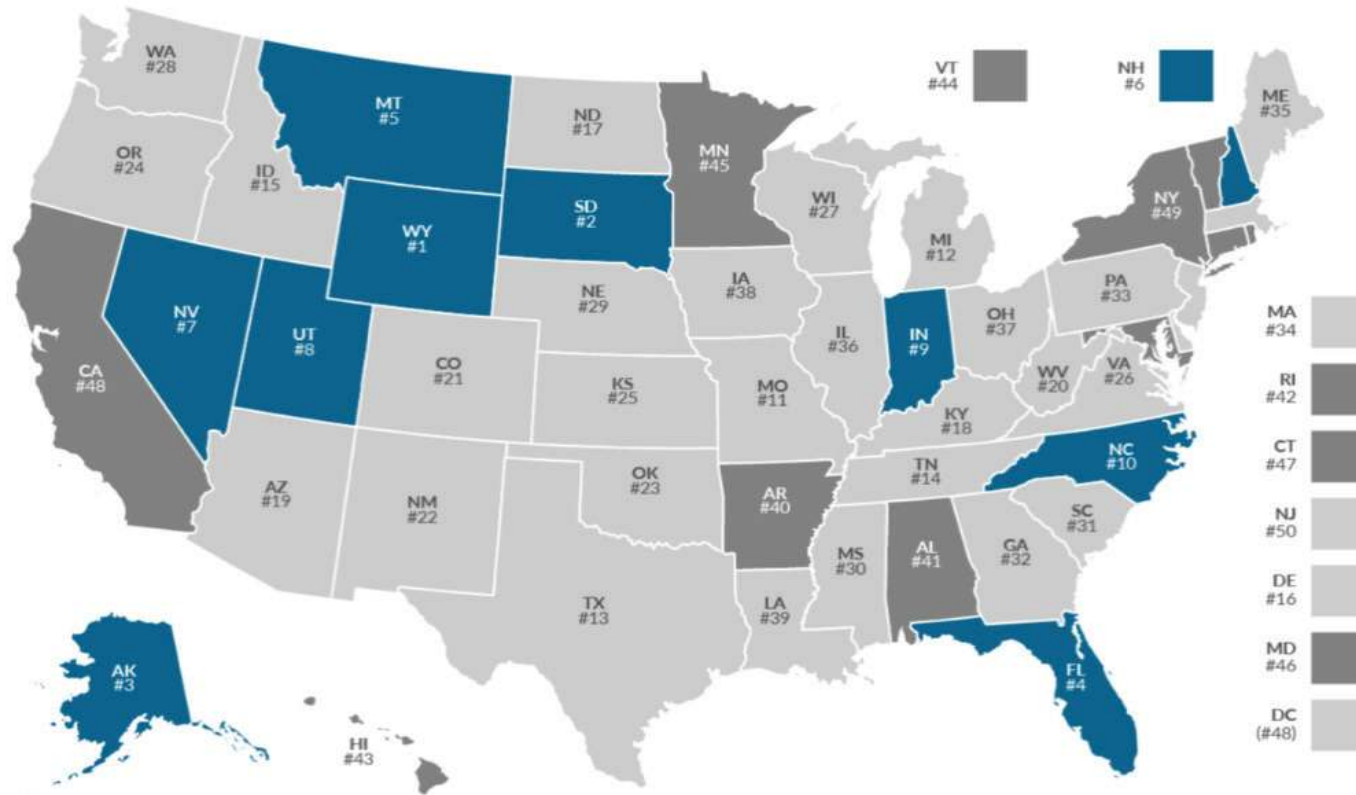 WA
#28
MT
#5
ND
#17
MN
#45
VT
#44
NH
#6
ME
#35
OR
#24
ID
#15
WY
#1
SD
#2
WI
#27
MI
#12
NY
#49
NV
#7
UT
#8
CO
#21
NE
#29
IA
#38
IL
#36
IN
#9
OH
#37
PA
#33
MA
#34
CA
#48
KS
#25
MO
#11
KY
#18
WV
#20
VA
#26
RI
#42
AZ
#19
NM
#22
OK
#23
AR
#40
TN
#14
NC
#10
CT
#47
TX
#13
LA
#39
MS
#30
AL
#41
GA
#32
SC
#31
NJ
#50
DE
#16
AK
#3
HI
#43
FL
#4
MD
#46
DC
(#48)